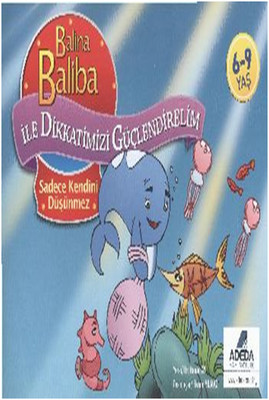 Balina
Baliba
6-9
YAŞ
İLE DİKKATİMİZİ GÜÇLENDİRELİM
Sadece Kendini
Düşünmez
ADEDA